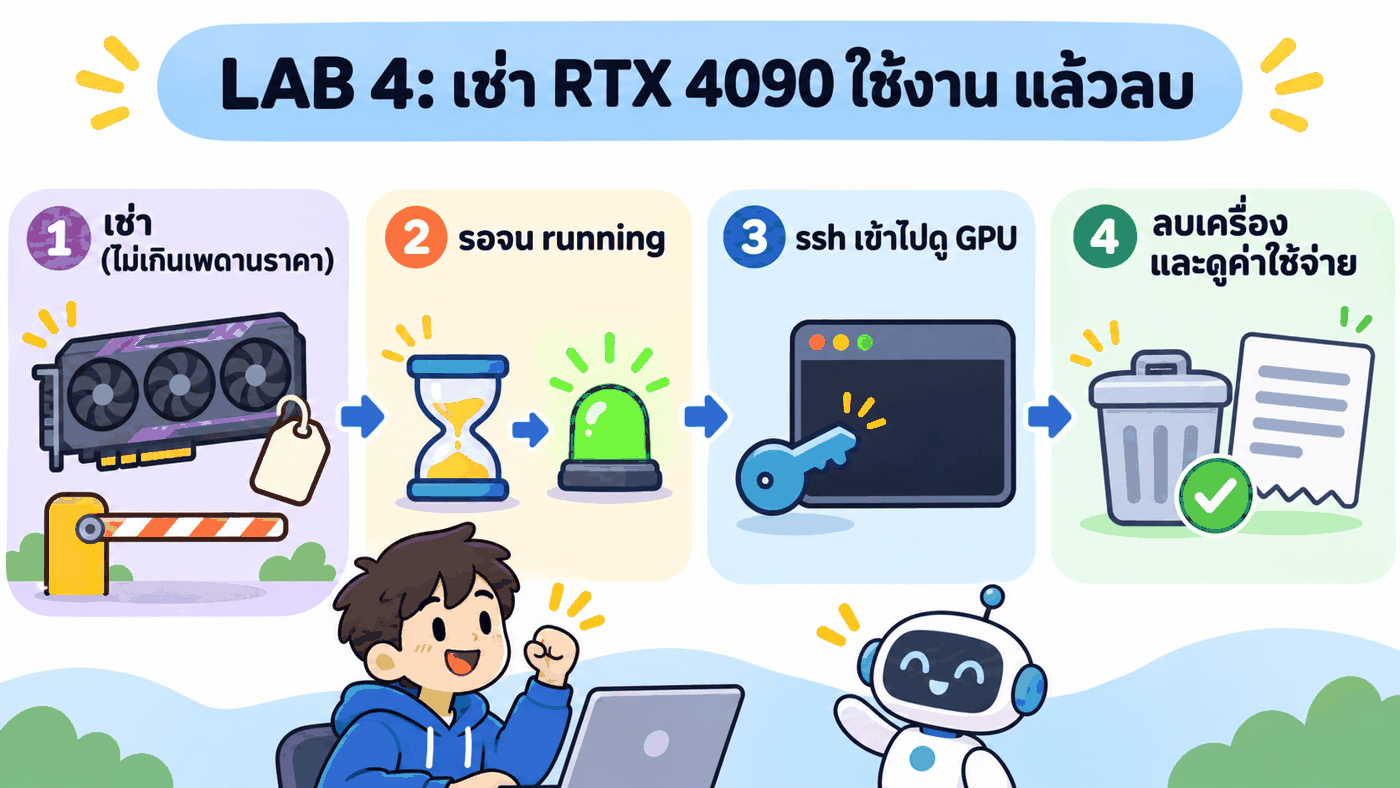 LAB 4: เช่า RTX 4090 ใช้งาน แล้วลบ
1 เช่า
(ไม่เกินเพดานราคา)
2 รอจน running
3 ssh เข้าไปดู GPU
4 ลบเครื่อง
และดูค่าใช้จ่าย